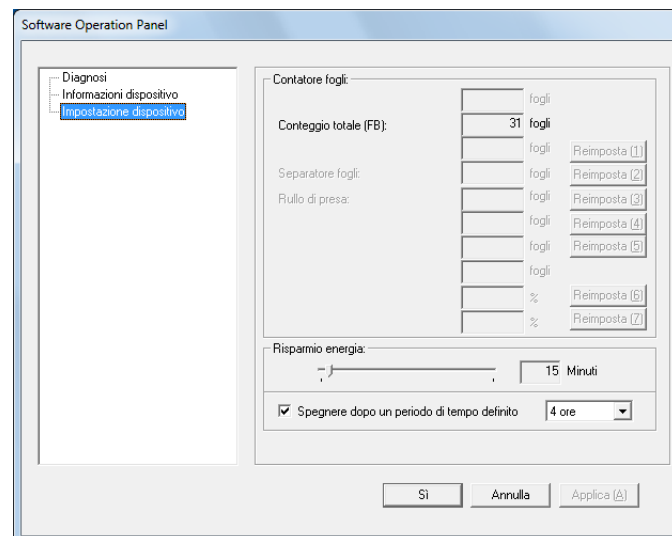 Software Operation Panel
Diagnosi
Informazioni dispositivo
Impostazione dispositivo
Contatore fogli:
fogli
Conteggio totale (FB): 31 fogli
fogli Reimposta (1)
Separatore fogli: fogli Reimposta (2)
Rullo di presa: fogli Reimposta (3)
fogli Reimposta (4)
fogli Reimposta (5)
fogli
% Reimposta (6)
% Reimposta (7)
Risparmio energia:
15 Minuti
Spegnere dopo un periodo di tempo definito 4 ore
Sì Annulla Applica (A)